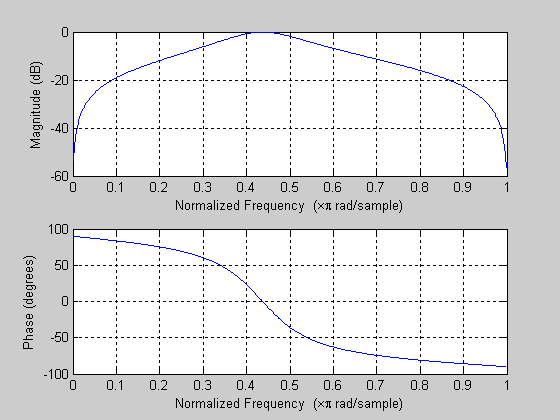 0
-20
-40
-60
Magnitude (dB)
0 0.1 0.2 0.3 0.4 0.5 0.6 0.7 0.8 0.9 1
Normalized Frequency (×π rad/sample)
100
50
0
-50
-100
Phase (degrees)
0 0.1 0.2 0.3 0.4 0.5 0.6 0.7 0.8 0.9 1
Normalized Frequency (×π rad/sample)